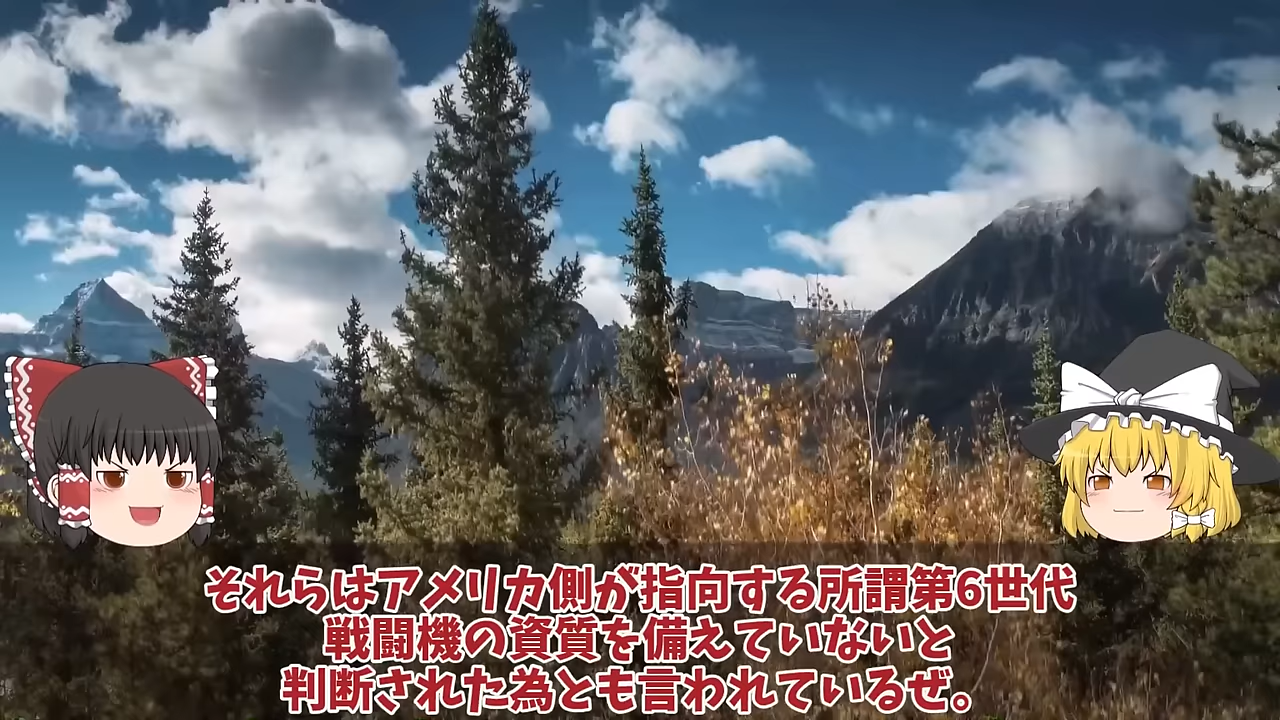 それらはアメリカ側が指向する所謂第6世代
戦闘機の資質を備えていないと
判断された為とも言われているぜ。